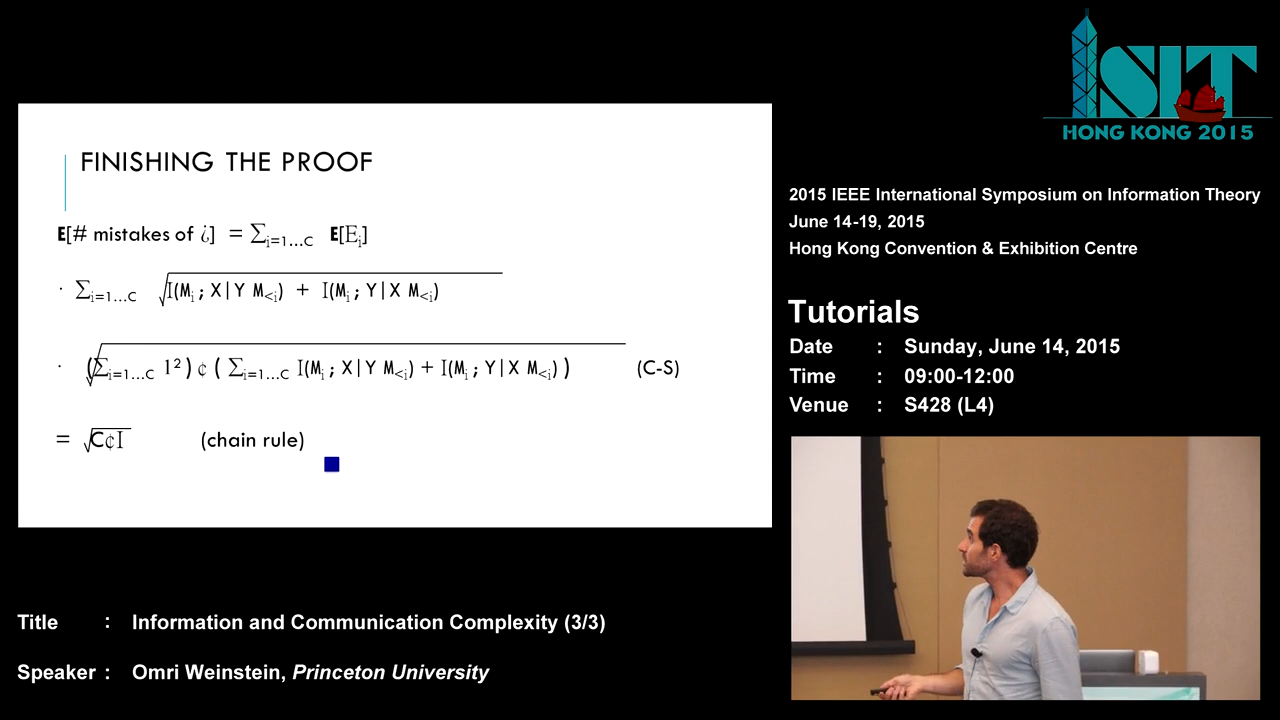 ISIT
HONG KONG 2015
FINISHING THE PROOF
E[# mistakes of ¿] = ∑i=1…C E[Ei]
· ∑i=1…C √I(Mi ; X|Y M<i) + I(Mi ; Y|X M<i)
· √(∑i=1…C 1²) ¢ ( ∑i=1…C I(Mi ; X|Y M<i) + I(Mi ; Y|X M<i) ) (C-S)
= √C¢I (chain rule)
2015 IEEE International Symposium on Information Theory
June 14-19, 2015
Hong Kong Convention & Exhibition Centre
Tutorials
Date : Sunday, June 14, 2015
Time : 09:00-12:00
Venue : S428 (L4)
Title : Information and Communication Complexity (3/3)
Speaker : Omri Weinstein, Princeton University